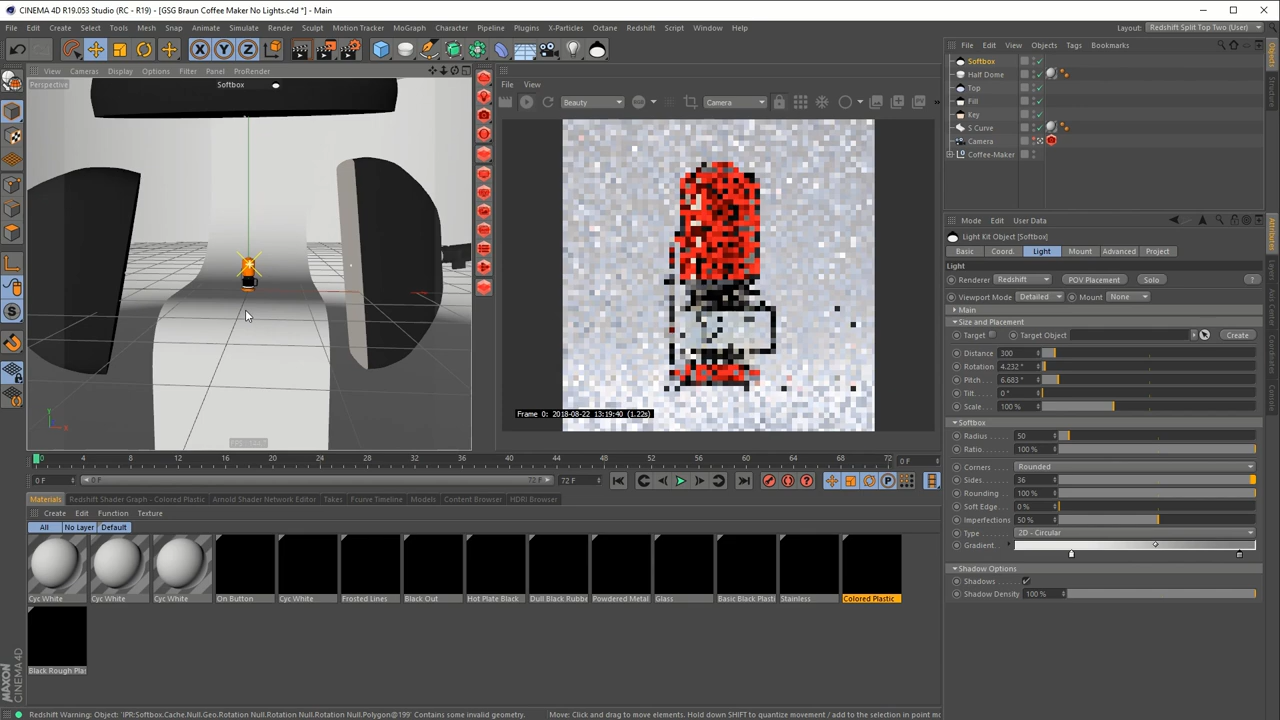 CINEMA 4D R19.053 Studio (RC - R19) - [GSG Braun Coffee Maker No Lights.c4d *] - Main
File Edit Create Select Tools Mesh Snap Animate Simulate Render Sculpt Motion Tracker MoGraph Character Pipeline Plugins X-Particles Octane Redshift Script Window Help
Layout: Redshift Split Top Two (User)
File Edit View Objects Tags Bookmarks
View Cameras Display Options Filter Panel ProRender
Perspective
Softbox
File View
Beauty
Camera
Frame 0: 2018-08-22 13:19:40 (1.22s)
Softbox
Half Dome
Top
Fill
Key
S Curve
Camera
Coffee-Maker
Mode Edit User Data
Light Kit Object [Softbox]
Basic Coord. Light Mount Advanced Project
Light
Renderer Redshift POV Placement Solo ?
Viewport Mode Detailed Mount None
Main
Size and Placement
Target Target Object Create
Distance 300
Rotation 4.232 °
Pitch 6.683 °
Tilt 0 °
Scale 100 %
Softbox
Radius 50
Ratio 100 %
Corners Rounded
Sides 36
Rounding 100 %
Soft Edge 0 %
Imperfections 50 %
Type 2D - Circular
Gradient
Shadow Options
Shadows
Shadow Density 100 %
0 4 8 12 16 20 24 28 32 36 40 44 48 52 56 60 64 68 72
0 F
0 F 0 F 72 F 72 F
Materials Redshift Shader Graph - Colored Plastic Arnold Shader Network Editor Takes Fcurve Timeline Models Content Browser HDRI Browser
Create Edit Function Texture
All No Layer Default
Cyc White Cyc White Cyc White On Button Cyc White Frosted Lines Black Out Hot Plate Black Dull Black Rubbe Powdered Metal Glass Basic Black Plasti Stainless Colored Plastic
Black Rough Plas
Objects
Attributes
MAXON
CINEMA 4D
Redshift Warning: Object: 'IPR:Softbox.Cache.Null.Geo.Rotation Null.Rotation Null.Rotation Null.Polygon@199' Contains some invalid geometry.
Move: Click and drag to move elements. Hold down SHIFT to quantize movement / add to the selection in point mo